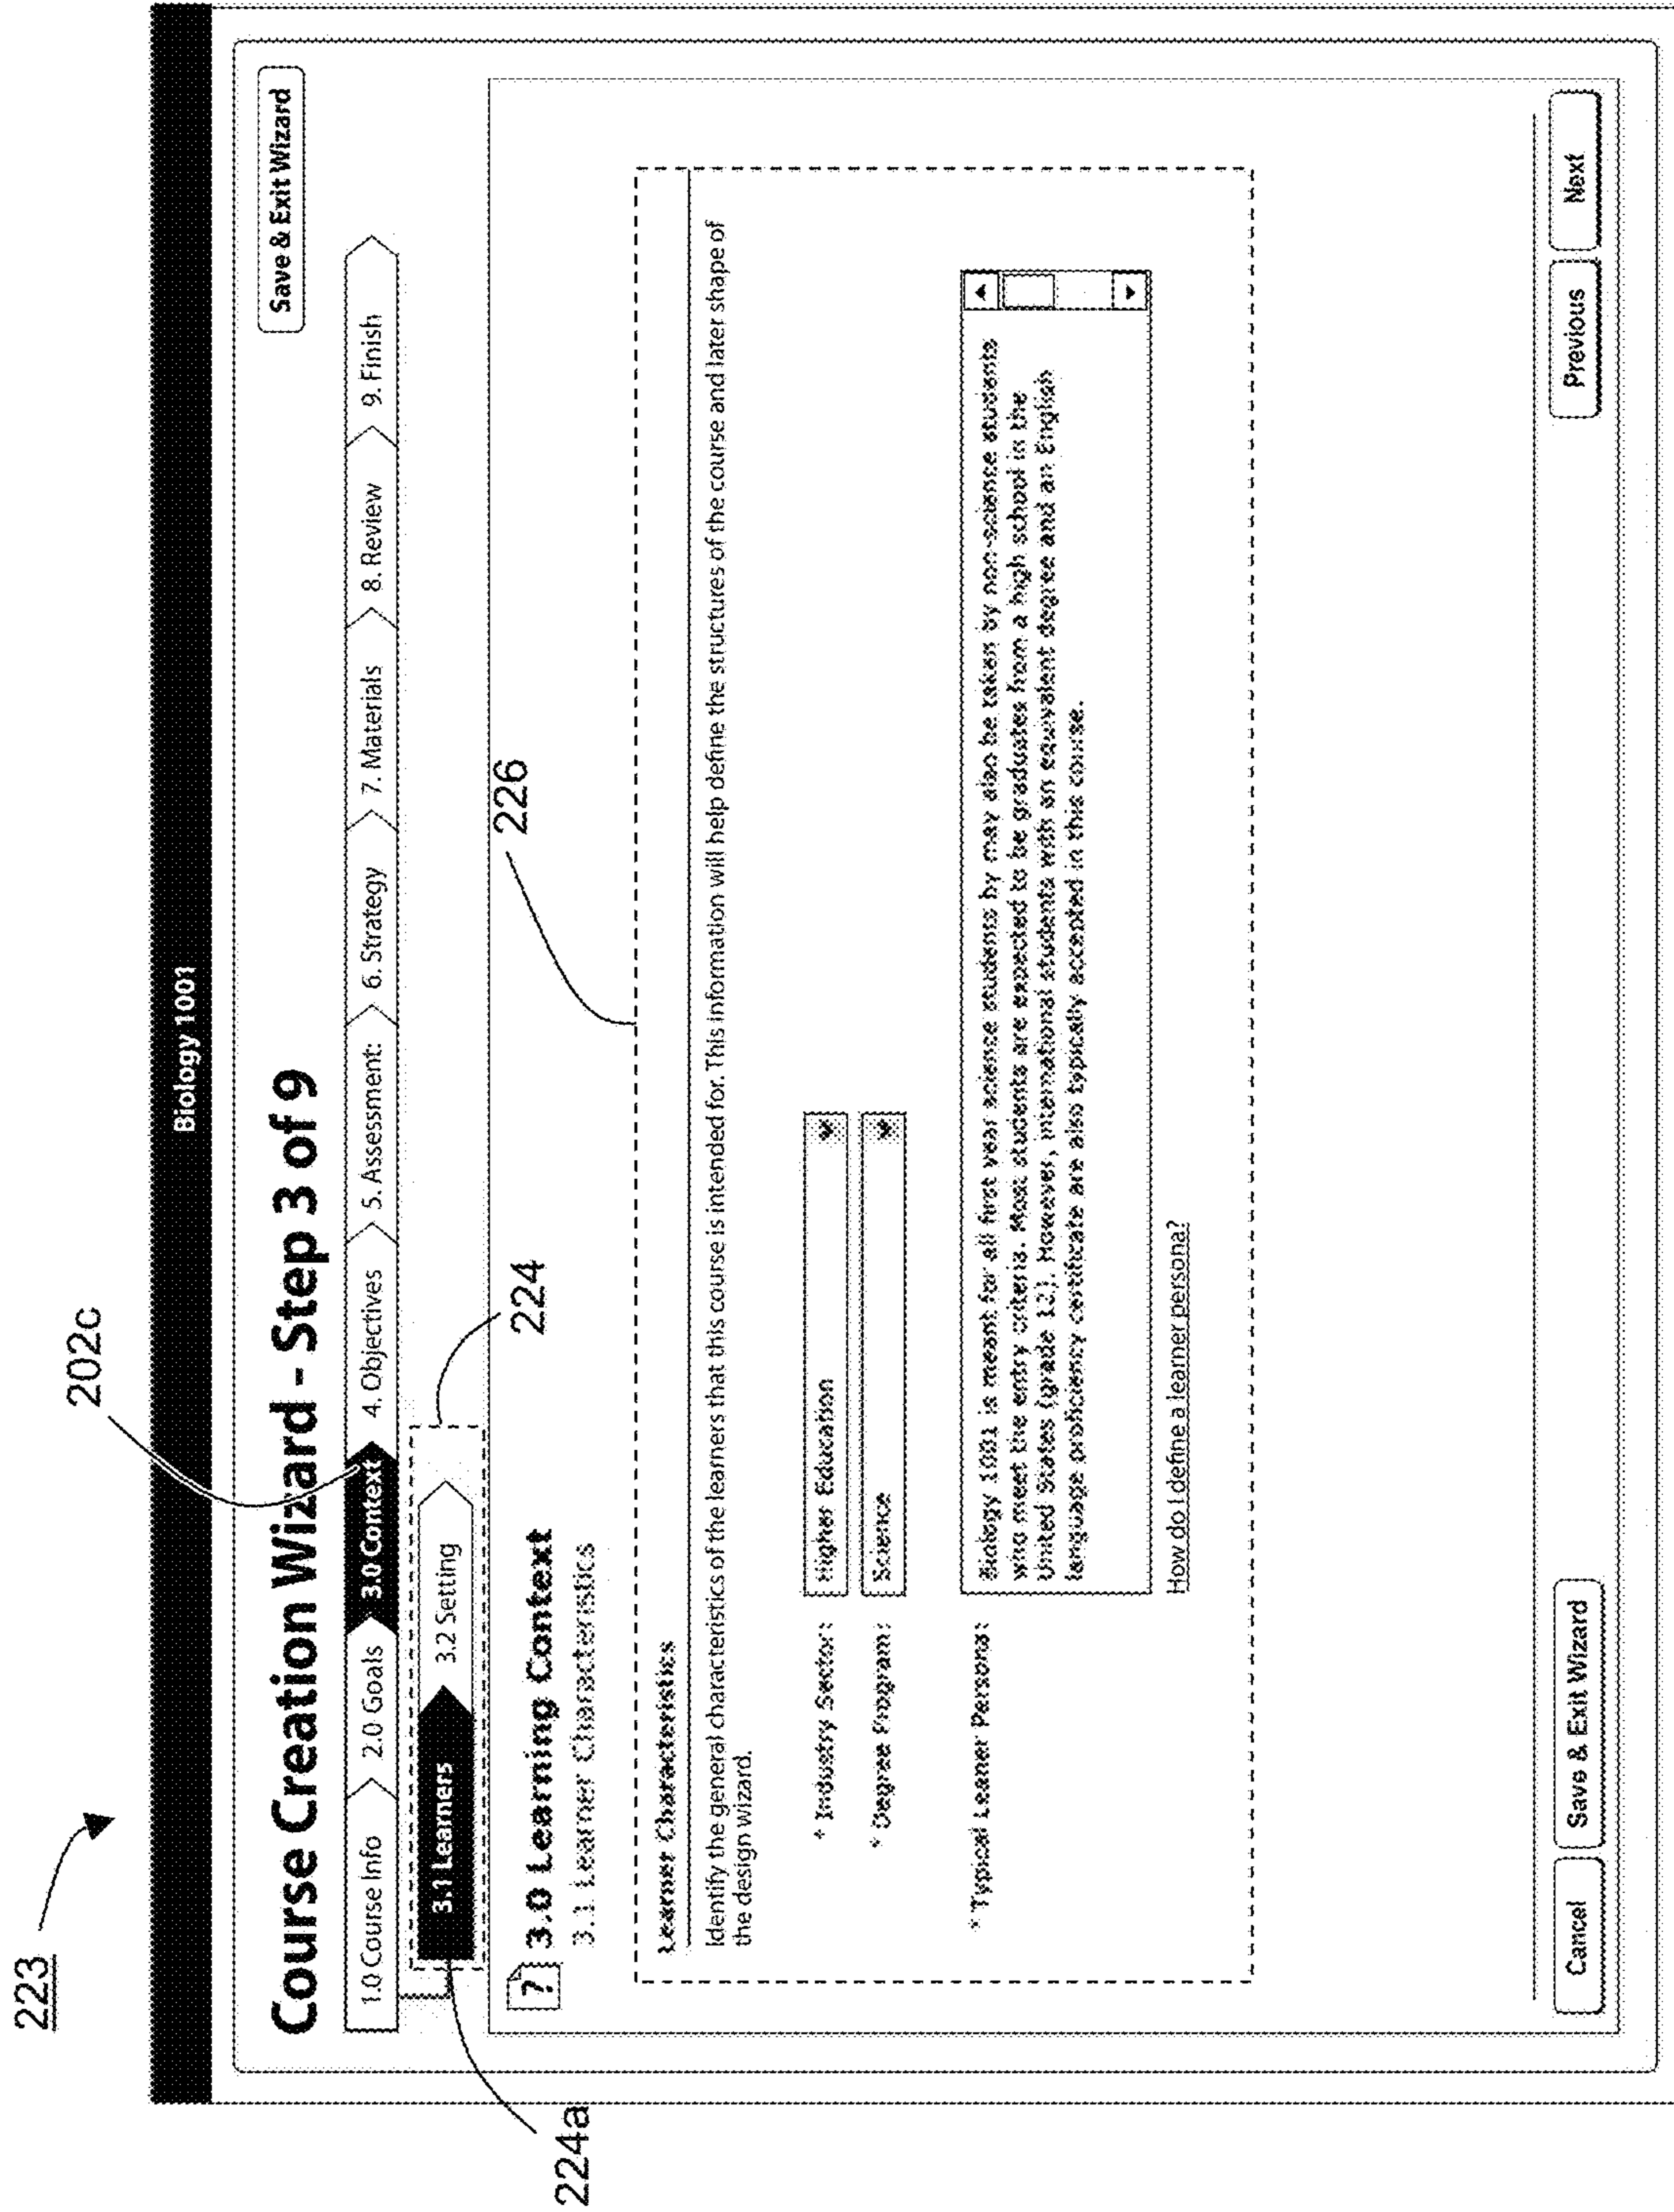 223
202c
Biology 1001
Course Creation Wizard - Step 3 of 9
Save & Exit Wizard
1.0 Course Info
2.0 Goals
3.0 Context
4. Objectives
5. Assessment:
6. Strategy
7. Materials
8. Review
9. Finish
3.1 Learners
3.2 Setting
224
224a
226
? 3.0 Learning Context
3.1 Learner Characteristics
Learner Characteristics
Identify the general characteristics of the learners that this course is intended for. This information will help define the structures of the course and later shape of
the design wizard.
* Industry Sector: Higher Education
* Degree Program: Science
* Typical Learner Persona:
Biology 1001 is meant for all first year science students by may also be taken by non-science students
who meet the entry criteria. Most students are expected to be graduates from a high school in the
United States (grade 12). However, international students with an equivalent degree and an English
language proficiency certificate are also typically accepted in this course.
How do I define a learner persona?
Cancel
Save & Exit Wizard
Previous
Next